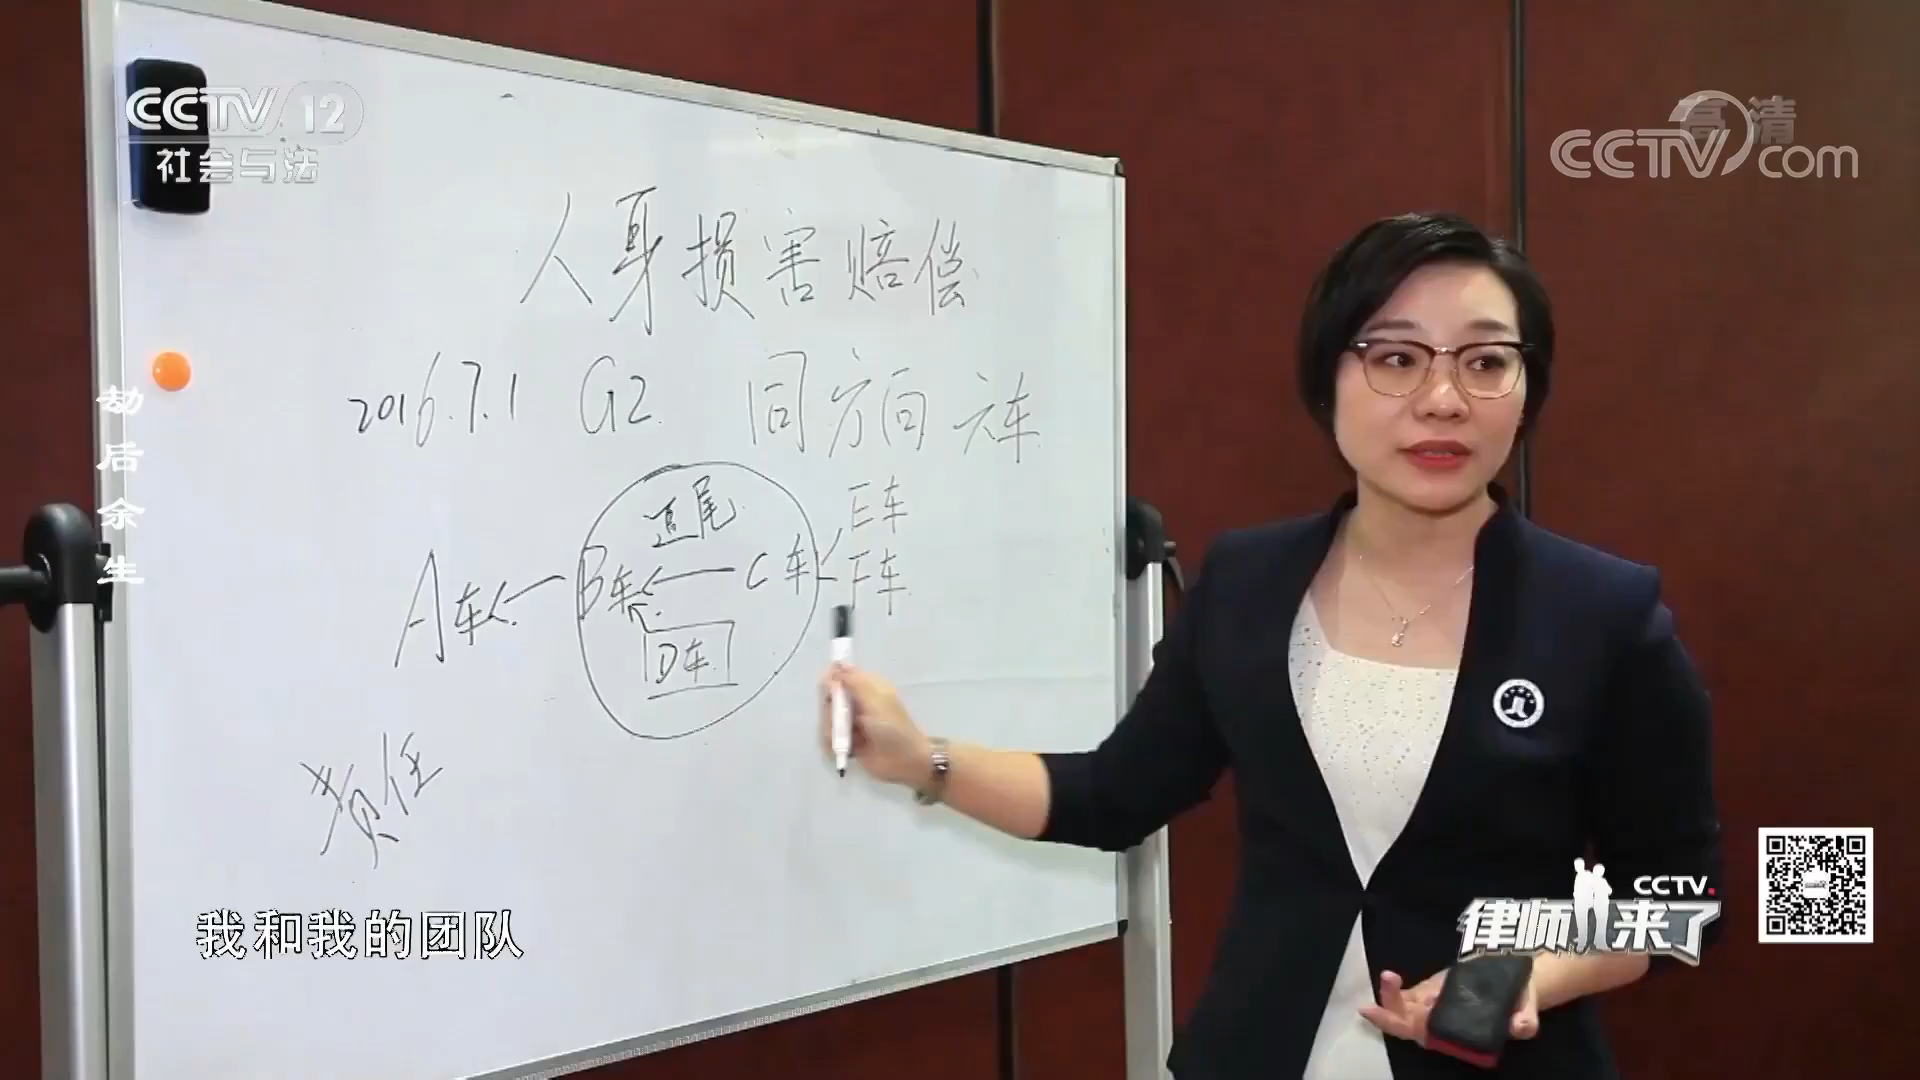 CCTV 12
社会与法
高清
CCTV.com
人身损害赔偿
2016.7.1 G2 同方向 六车
追尾
E车
A车 B车 C车 F车
D车
责任
劫后余生
我和我的团队
CCTV.
律师来了